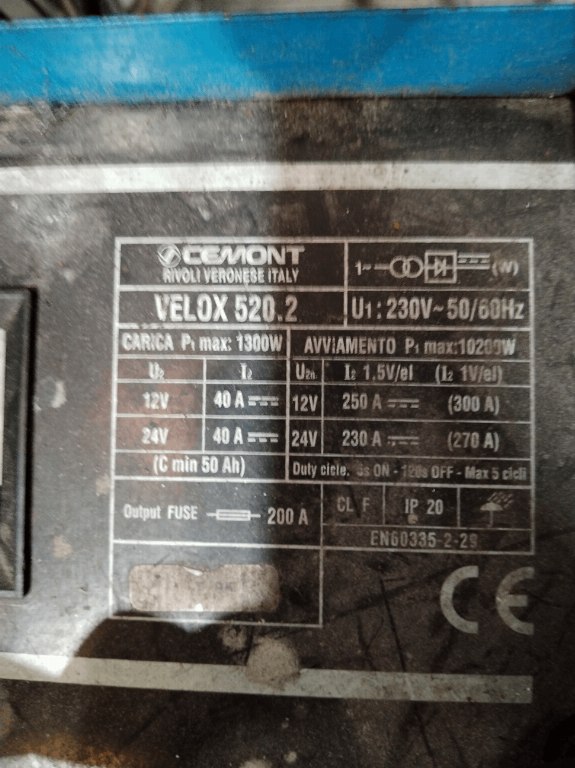 CEMONT
RIVOLI VERONESE ITALY
1~ (W)
VELOX 520.2
U1: 230V~50/60Hz
CARICA P1 max: 1300W
AVVIAMENTO P1 max:10200W
U2 I2 U20 I2 1,5V/el (I2 1V/el)
12V 40 A 12V 250 A (300 A)
24V 40 A 24V 230 A (270 A)
(C min 50 Ah)
Duty cicle. ON - 120s OFF - Max 5 cicli
Output FUSE 200 A
CL F IP 20
EN60335-2-29
CE